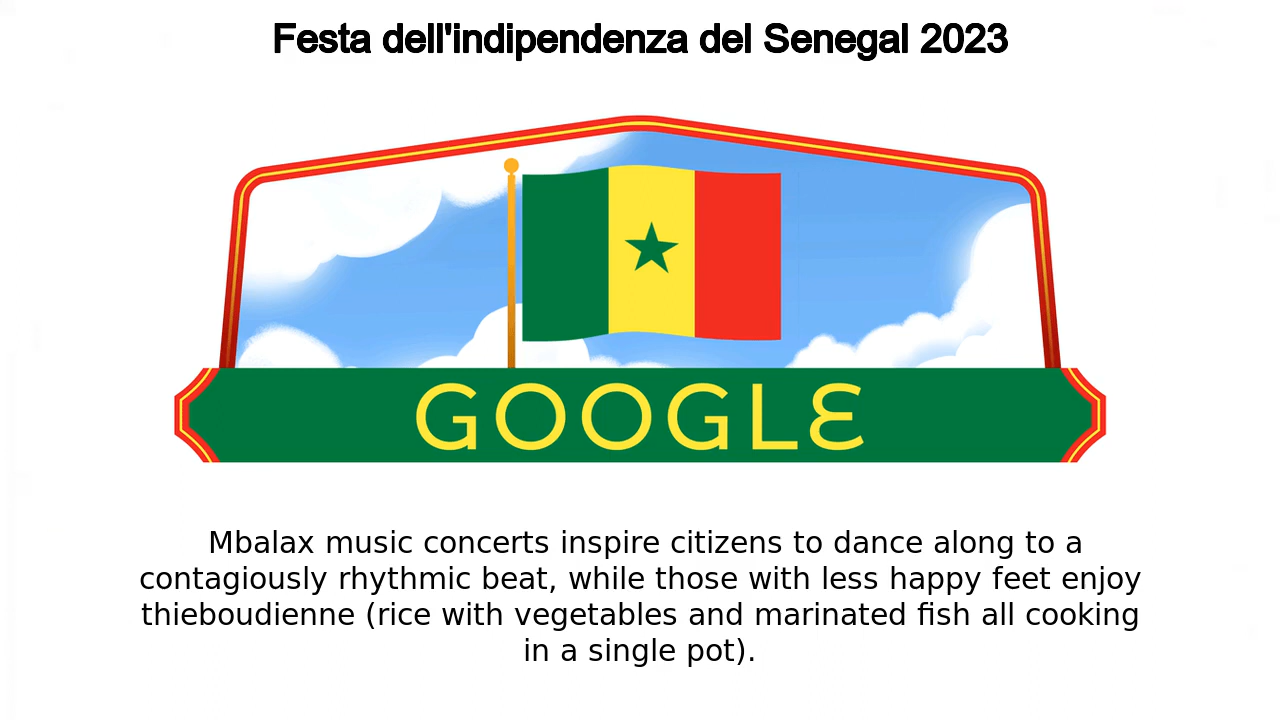 Festa dell'indipendenza del Senegal 2023
GOOGLE
Mbalax music concerts inspire citizens to dance along to a
contagiously rhythmic beat, while those with less happy feet enjoy
thieboudienne (rice with vegetables and marinated fish all cooking
in a single pot).